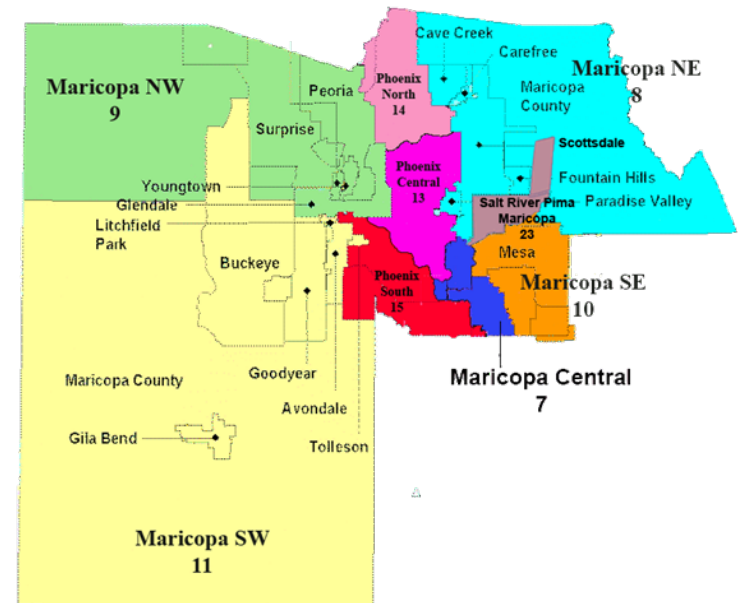 Cave Creek
Carefree
Maricopa NW
9
Peoria
Phoenix
North
14
Maricopa NE
8
Maricopa
County
Surprise
Scottsdale
Phoenix
Central
13
Fountain Hills
Youngtown
Glendale
Paradise Valley
Salt River Pima
Maricopa
23
Litchfield
Park
Buckeye
Mesa
Phoenix
South
15
Maricopa SE
10
Maricopa County
Goodyear
Maricopa Central
7
Avondale
Gila Bend
Tolleson
Maricopa SW
11